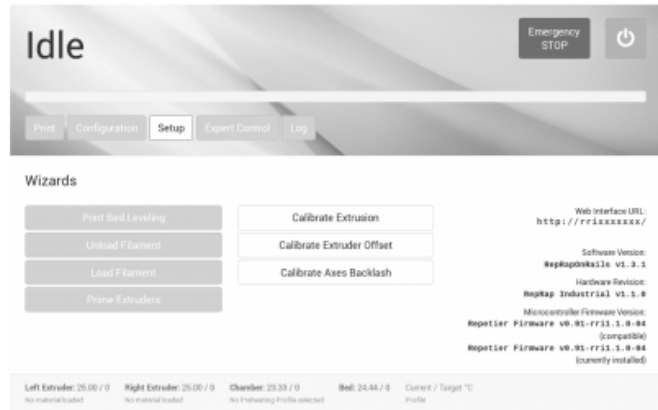 Idle
Emergency
STOP
Print
Configuration
Setup
Expert Control
Log
Wizards
Print Bed Leveling
Unload Filament
Load Filament
Prime Extruders
Calibrate Extrusion
Calibrate Extruder Offset
Calibrate Axes Backlash
Web Interface URL:
http://rrixxxxxxx/
Software Version:
RepRapOnRails v1.3.1
Hardware Revision:
RepRap Industrial v1.1.0
Microcontroller Firmware Version:
Repetier Firmware v0.91-rri1.1.0-04
(compatible)
Repetier Firmware v0.91-rri1.1.0-04
(currently installed)
Left Extruder: 25.00 / 0
No material loaded
Right Extruder: 25.00 / 0
No material loaded
Chamber: 23.33 / 0
No Preheating Profile selected
Bed: 24.44 / 0
Current / Target °C
Profile